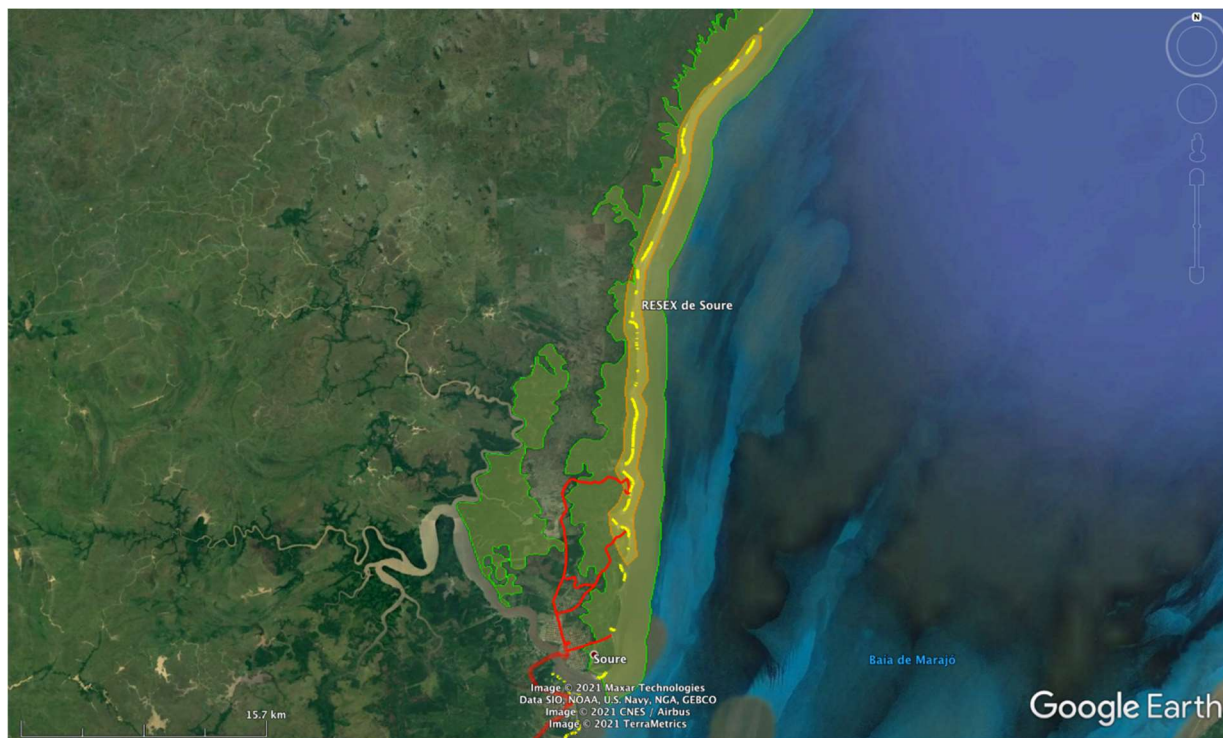 N
RESEX de Soure
Baía de Marajó
Soure
Image © 2021 Maxar Technologies
Data SIO, NOAA, U.S. Navy, NGA, GEBCO
Image © 2021 CNES / Airbus
Image © 2021 TerraMetrics
15.7 km
Google Earth